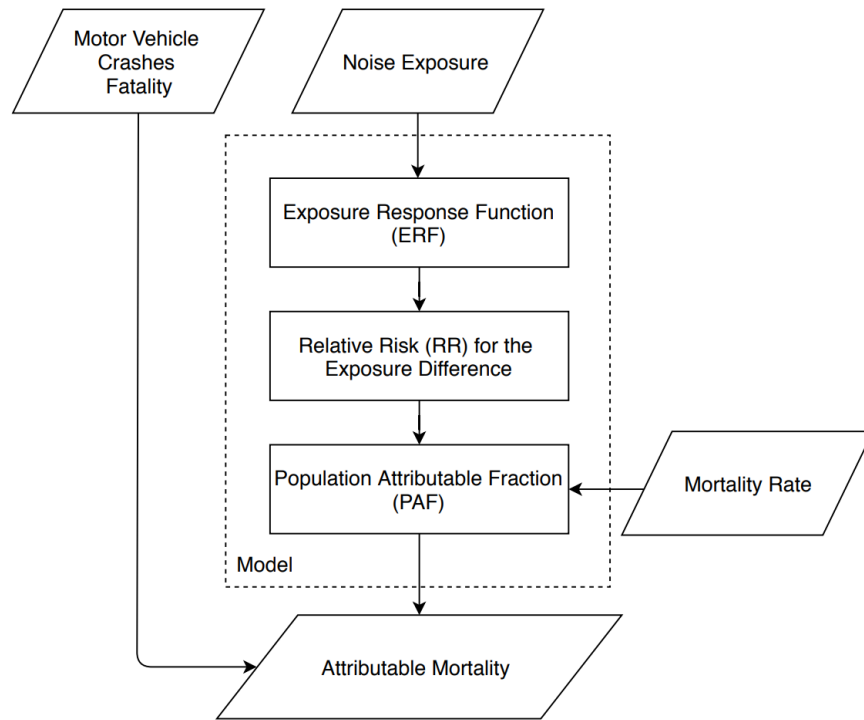 Motor Vehicle
Crashes
Fatality
Noise Exposure
Exposure Response Function
(ERF)
Relative Risk (RR) for the
Exposure Difference
Population Attributable Fraction
(PAF)
Mortality Rate
Model
Attributable Mortality